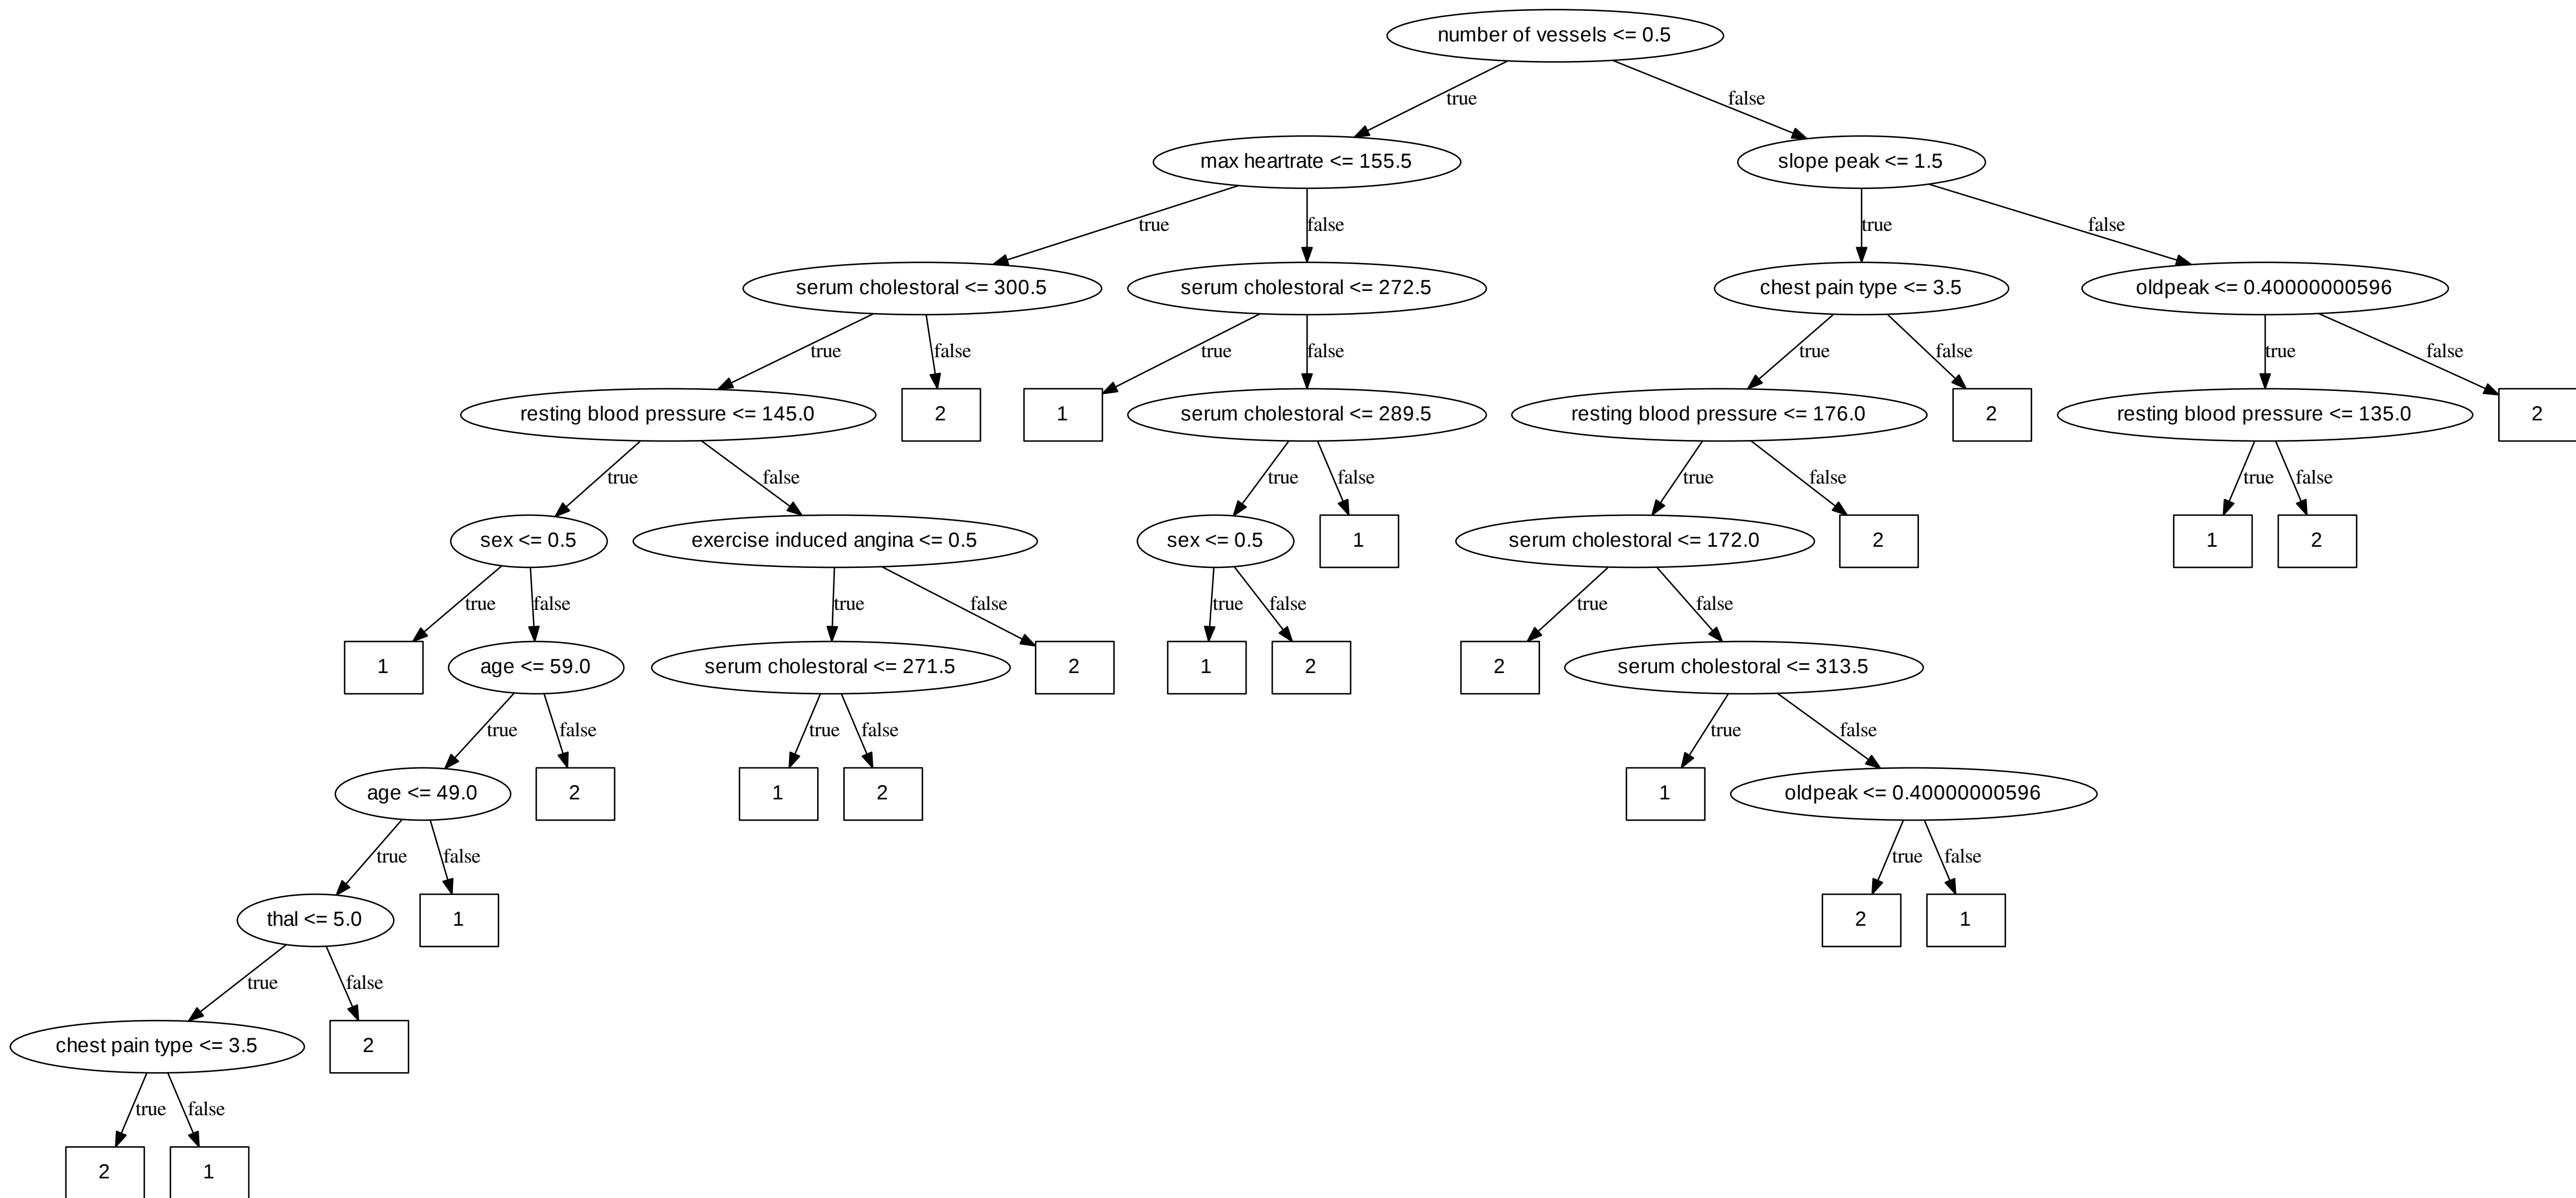 number of vessels <= 0.5
true
false
max heartrate <= 155.5
slope peak <= 1.5
true
false
true
false
serum cholestoral <= 300.5
serum cholestoral <= 272.5
chest pain type <= 3.5
oldpeak <= 0.40000000596
true
false
true
false
true
false
true
false
resting blood pressure <= 145.0
2
1
serum cholestoral <= 289.5
resting blood pressure <= 176.0
2
resting blood pressure <= 135.0
2
true
false
true
false
true
false
true
false
sex <= 0.5
exercise induced angina <= 0.5
sex <= 0.5
1
serum cholestoral <= 172.0
2
1
2
true
false
true
false
true
false
true
false
1
age <= 59.0
serum cholestoral <= 271.5
2
1
2
2
serum cholestoral <= 313.5
true
false
true
false
true
false
age <= 49.0
2
1
2
1
oldpeak <= 0.40000000596
true
false
true
false
thal <= 5.0
1
2
1
true
false
chest pain type <= 3.5
2
true
false
2
1